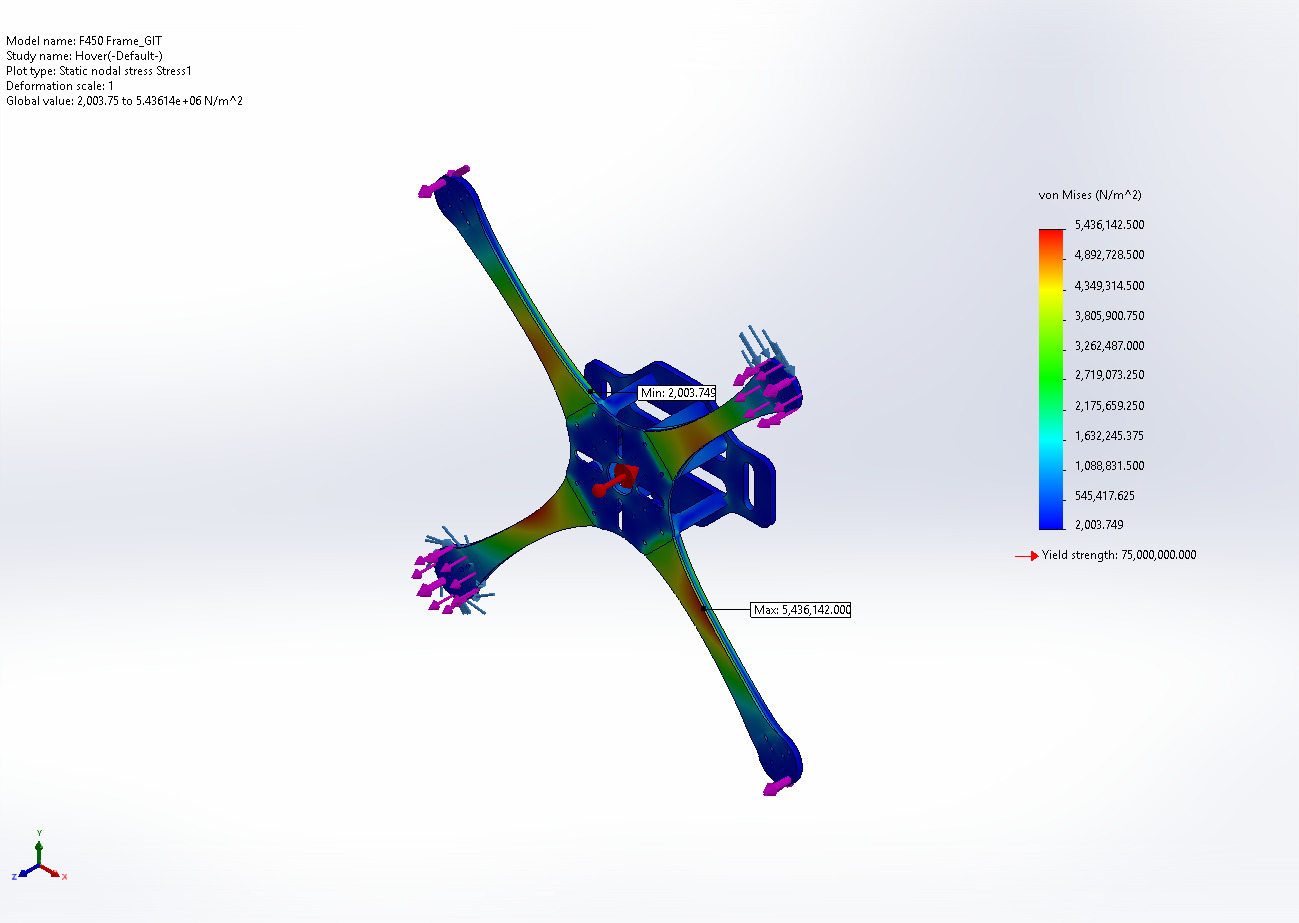 Model name: F450 Frame_GIT
Study name: Hover(-Default-)
Plot type: Static nodal stress Stress1
Deformation scale: 1
Global value: 2,003.75 to 5.43614e+06 N/m^2
von Mises (N/m^2)
5,436,142.500
4,892,728.500
4,349,314.500
3,805,900.750
3,262,487.000
2,719,073.250
2,175,659.250
1,632,245.375
1,088,831.500
545,417.625
2,003.749
Yield strength: 75,000,000.000
Min: 2,003.749
Max: 5,436,142.000
Y
Z
X